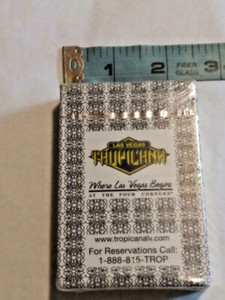 1 2 FIBER GLASS 3
LAS VEGAS
TROPICANA
Where Las Vegas Begins
AT THE FOUR CORNERS
www.tropicanalv.com
For Reservations Call:
1-888-815-TROP